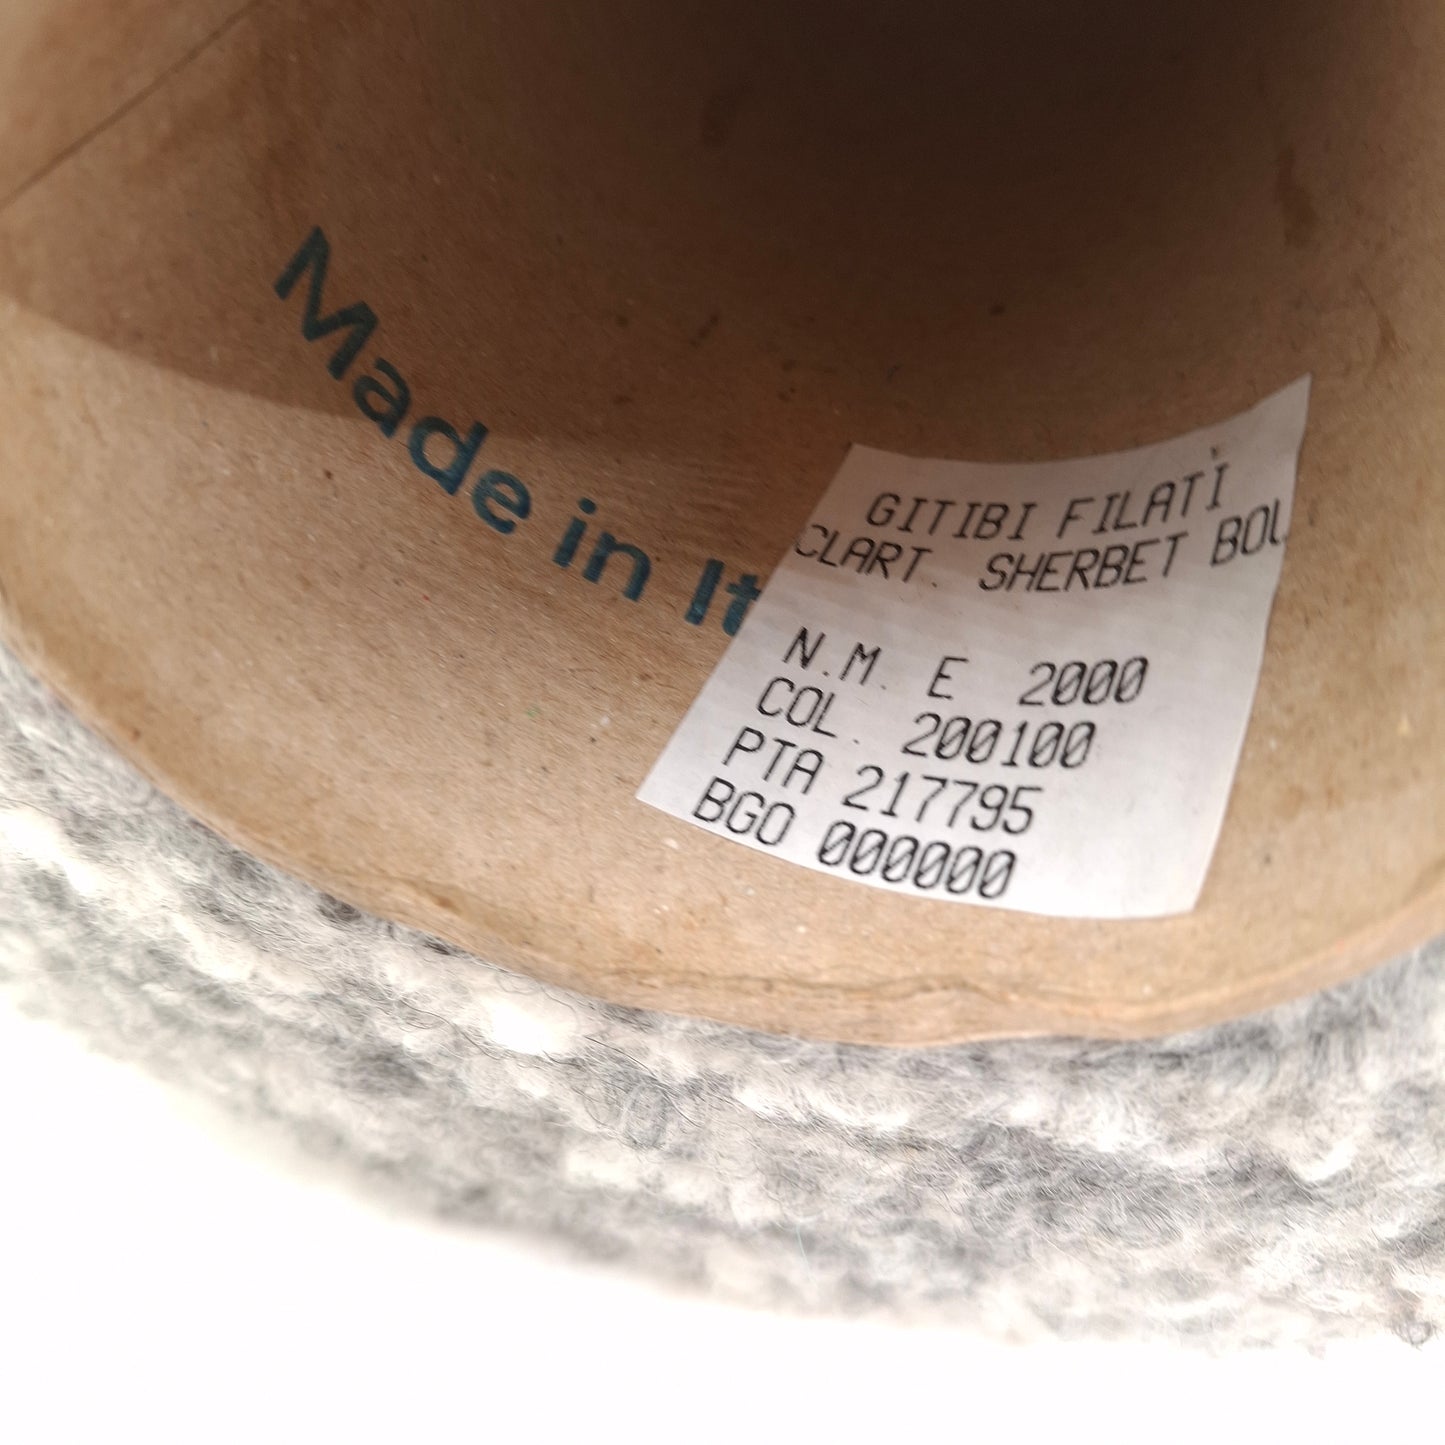 Made in It
GITIBI FILATI
CLART. SHERBET BOU
N.M. E 2000
COL. 200100
PTA 217795
BGO 000000